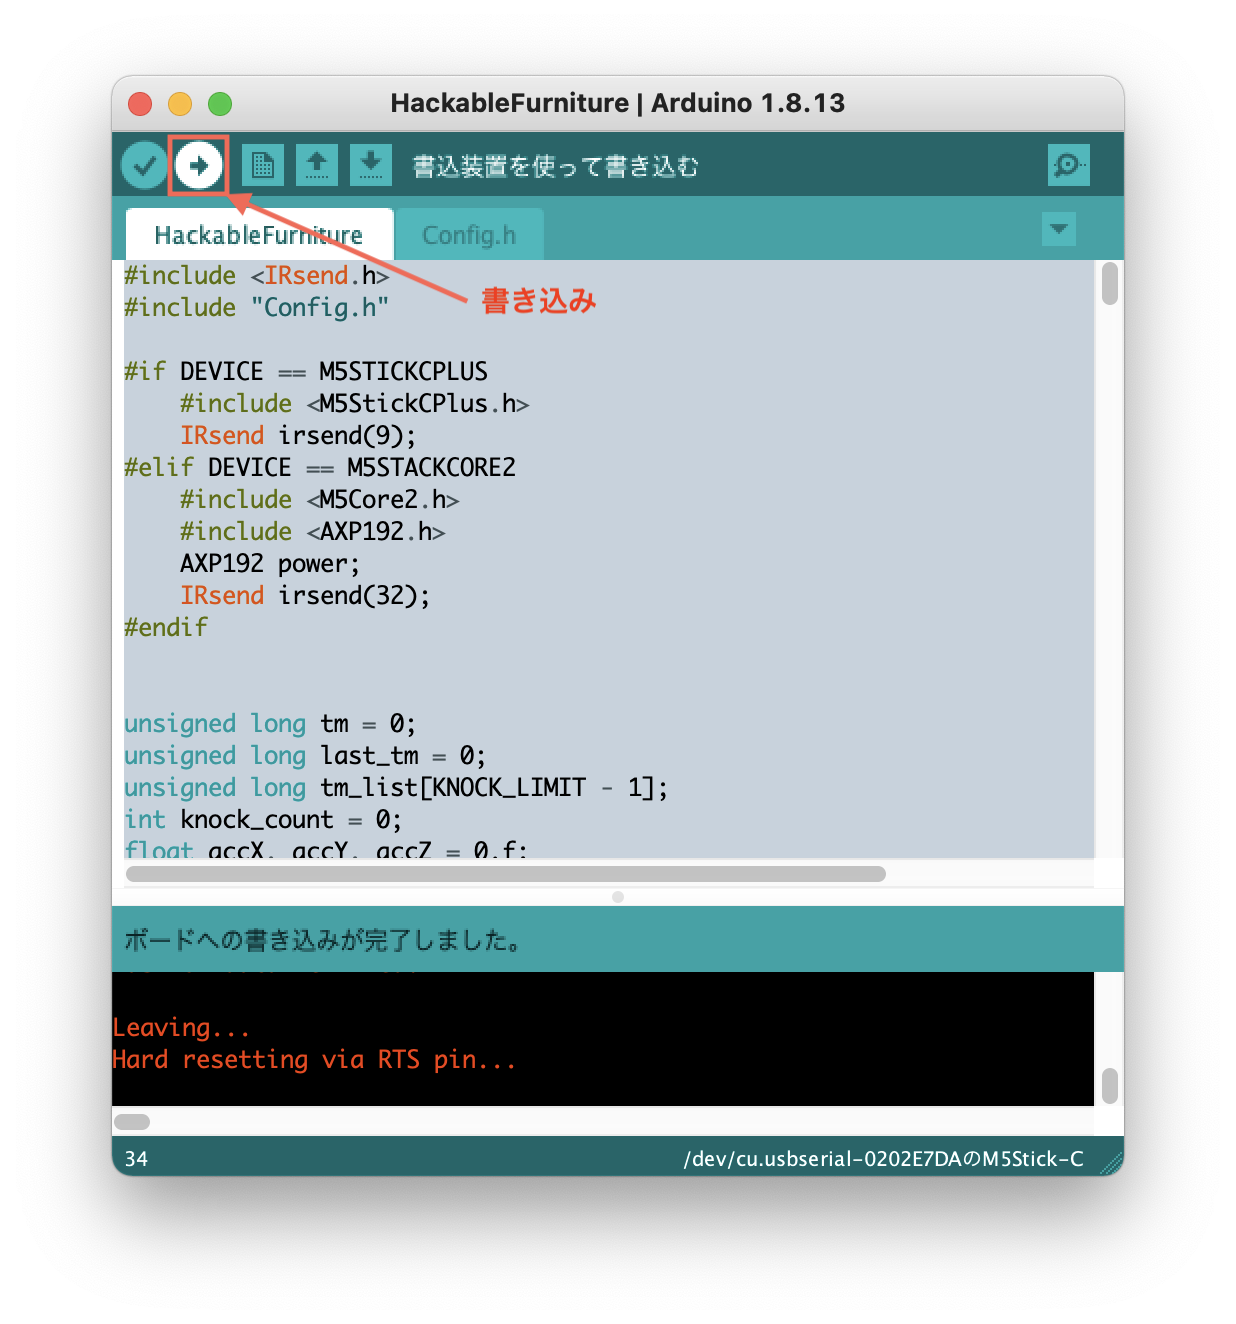 HackableFurniture | Arduino 1.8.13
書込装置を使って書き込む
HackableFurniture
Config.h
#include <IRsend.h>
#include "Config.h"
書き込み
#if DEVICE == M5STICKCPLUS
#include <M5StickCPlus.h>
IRsend irsend(9);
#elif DEVICE == M5STACKCORE2
#include <M5Core2.h>
#include <AXP192.h>
AXP192 power;
IRsend irsend(32);
#endif
unsigned long tm = 0;
unsigned long last_tm = 0;
unsigned long tm_list[KNOCK_LIMIT - 1];
int knock_count = 0;
float accX, accY, accZ = 0.f;
ボードへの書き込みが完了しました。
Leaving...
Hard resetting via RTS pin...
34
/dev/cu.usbserial-0202E7DAのM5Stick-C